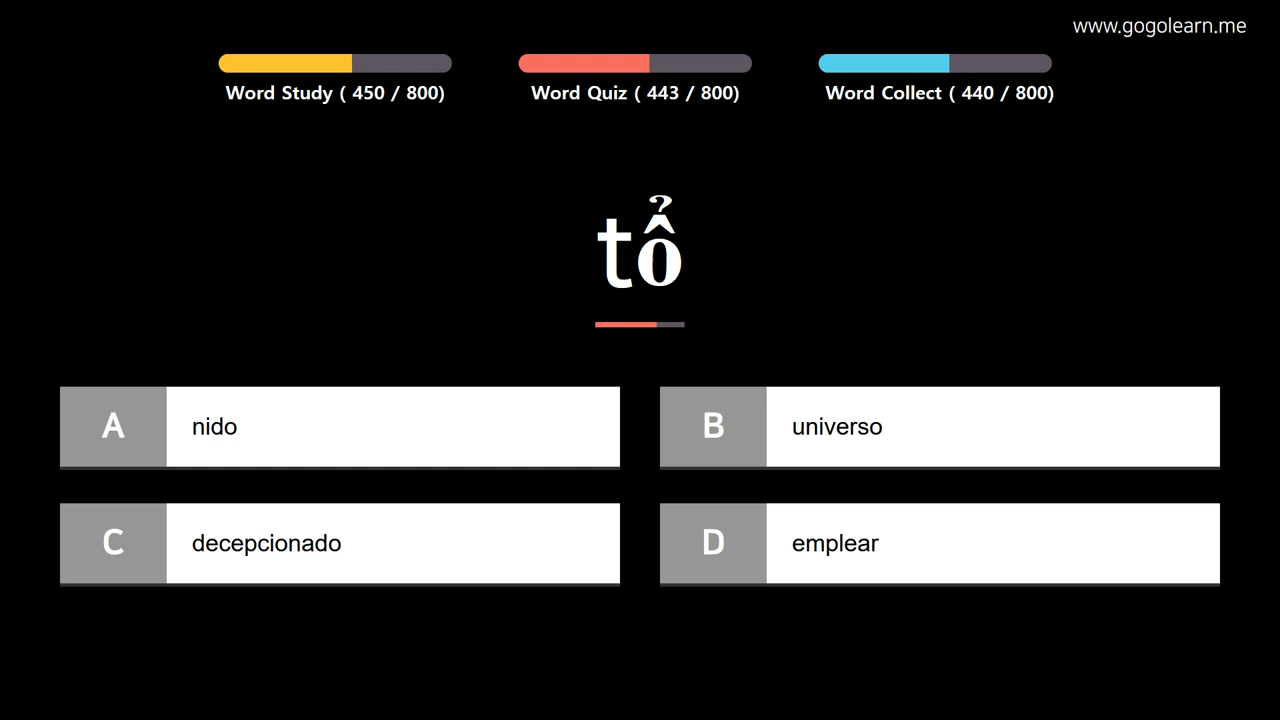 www.gogolearn.me
Word Study ( 450 / 800)
Word Quiz ( 443 / 800)
Word Collect ( 440 / 800)
tổ
A nido
B universo
C decepcionado
D emplear